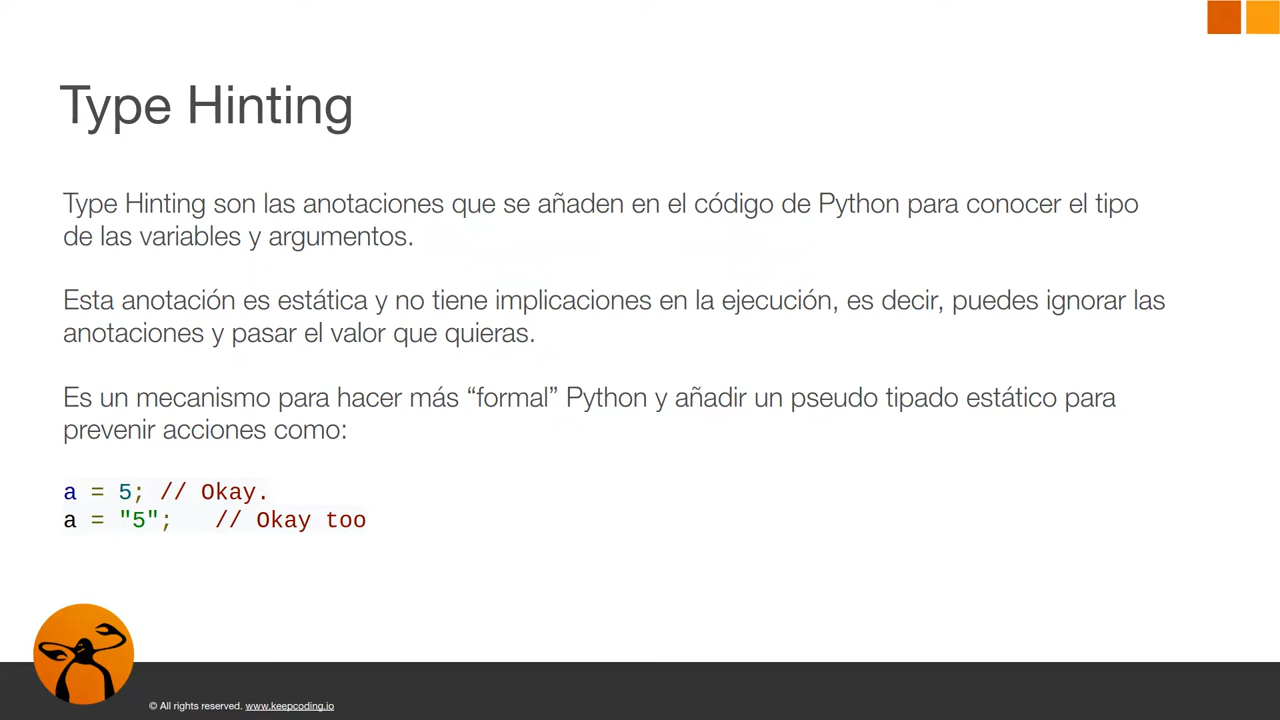 Type Hinting
Type Hinting son las anotaciones que se añaden en el código de Python para conocer el tipo
de las variables y argumentos.
Esta anotación es estática y no tiene implicaciones en la ejecución, es decir, puedes ignorar las
anotaciones y pasar el valor que quieras.
Es un mecanismo para hacer más “formal” Python y añadir un pseudo tipado estático para
prevenir acciones como:
a = 5; // Okay.
a = "5";   // Okay too
© All rights reserved. www.keepcoding.io